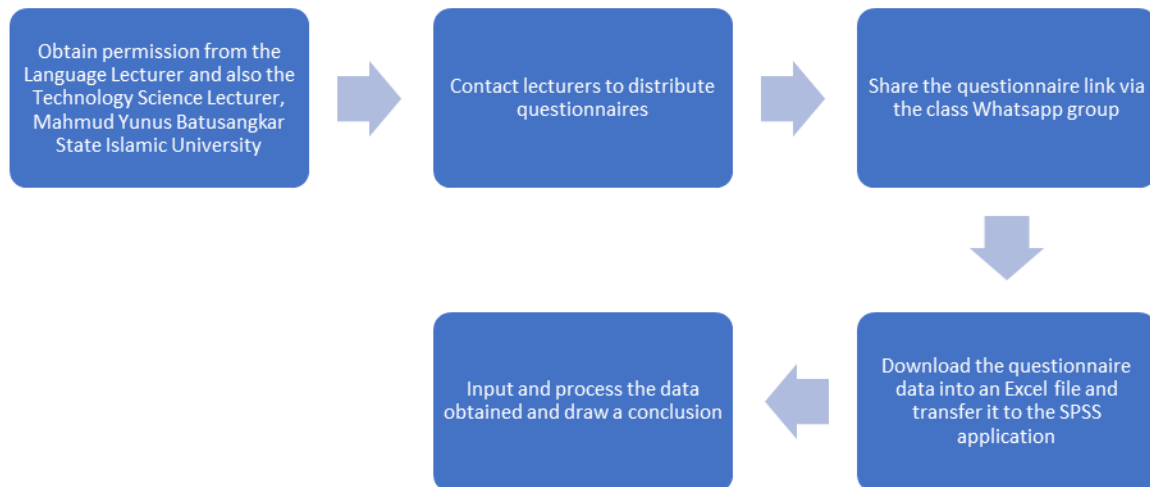 Obtain permission from the
Language Lecturer and also the
Technology Science Lecturer,
Mahmud Yunus Batusangkar
State Islamic University
Contact lecturers to distribute
questionnaires
Share the questionnaire link via
the class Whatsapp group
Download the questionnaire
data into an Excel file and
transfer it to the SPSS
application
Input and process the data
obtained and draw a conclusion